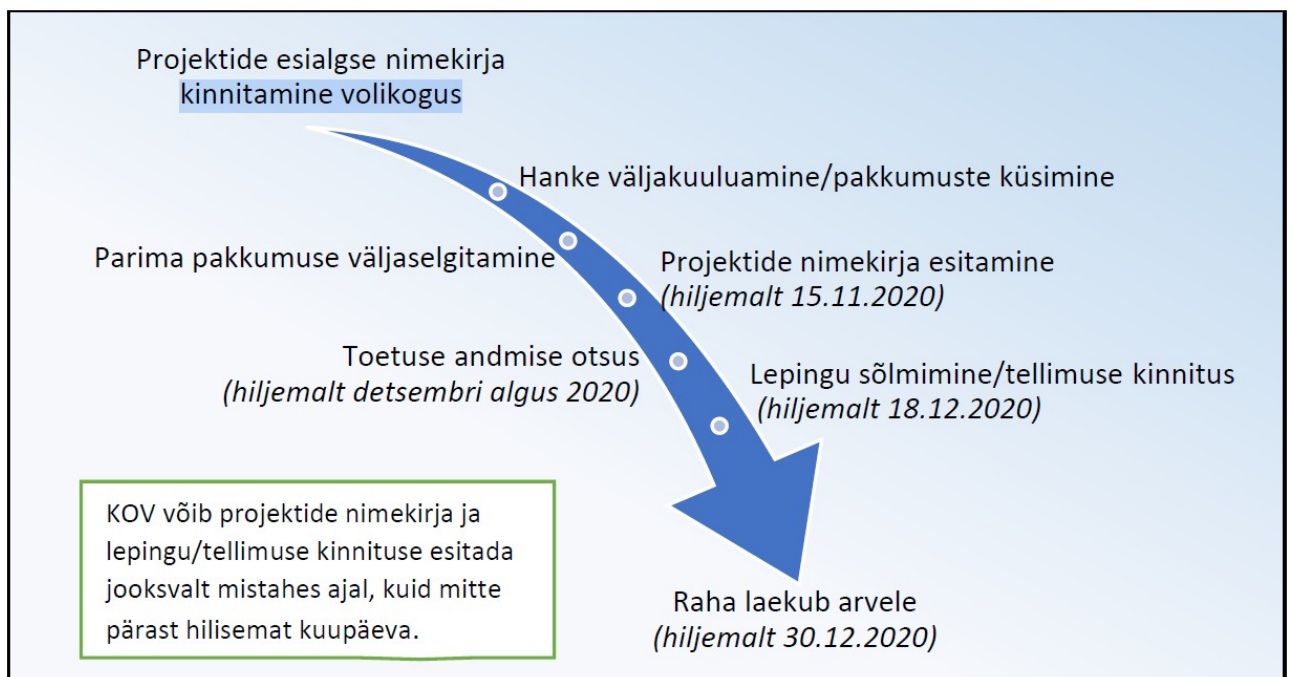 Projektide esialgse nimekirja
kinnitamine volikogus
Hanke väljakuuluamine/pakkumuste küsimine
Parima pakkumuse väljaselgitamine
Projektide nimekirja esitamine
(hiljemalt 15.11.2020)
Toetuse andmise otsus
(hiljemalt detsembri algus 2020)
Lepingu sõlmimine/tellimuse kinnitus
(hiljemalt 18.12.2020)
KOV võib projektide nimekirja ja
lepingu/tellimuse kinnituse esitada
jooksvalt mistahes ajal, kuid mitte
pärast hilisemat kuupäeva.
Raha laekub arvele
(hiljemalt 30.12.2020)